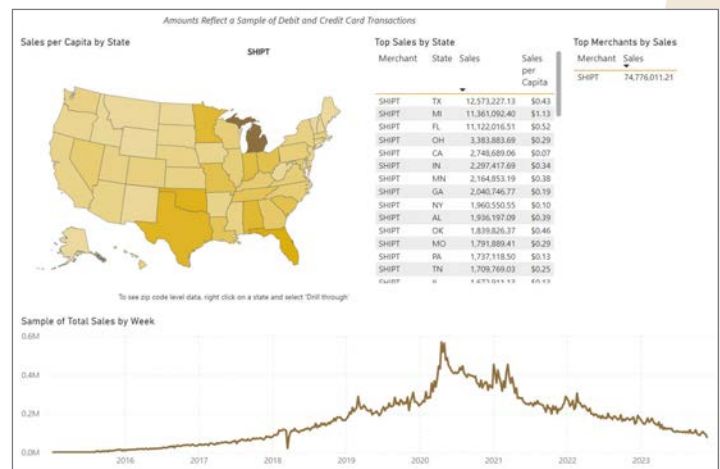 Amounts Reflect a Sample of Debit and Credit Card Transactions
Sales per Capita by State
SHIPT
To see zip code level data, right click on a state and select 'Drill through'
Top Sales by State
Merchant State Sales Sales per Capita
SHIPT TX 12,573,227.13 $0.43
SHIPT MI 11,361,092.40 $1.13
SHIPT FL 11,122,016.51 $0.52
SHIPT OH 3,383,883.69 $0.29
SHIPT CA 2,748,689.06 $0.07
SHIPT IN 2,297,417.69 $0.34
SHIPT MN 2,164,853.19 $0.38
SHIPT GA 2,040,746.77 $0.19
SHIPT NY 1,960,550.55 $0.10
SHIPT AL 1,936,197.09 $0.39
SHIPT OK 1,839,826.37 $0.46
SHIPT MO 1,791,889.41 $0.29
SHIPT PA 1,737,118.50 $0.13
SHIPT TN 1,709,769.03 $0.25
Top Merchants by Sales
Merchant Sales
SHIPT 74,776,011.21
Sample of Total Sales by Week
0.6M
0.4M
0.2M
0.0M
2016 2017 2018 2019 2020 2021 2022 2023